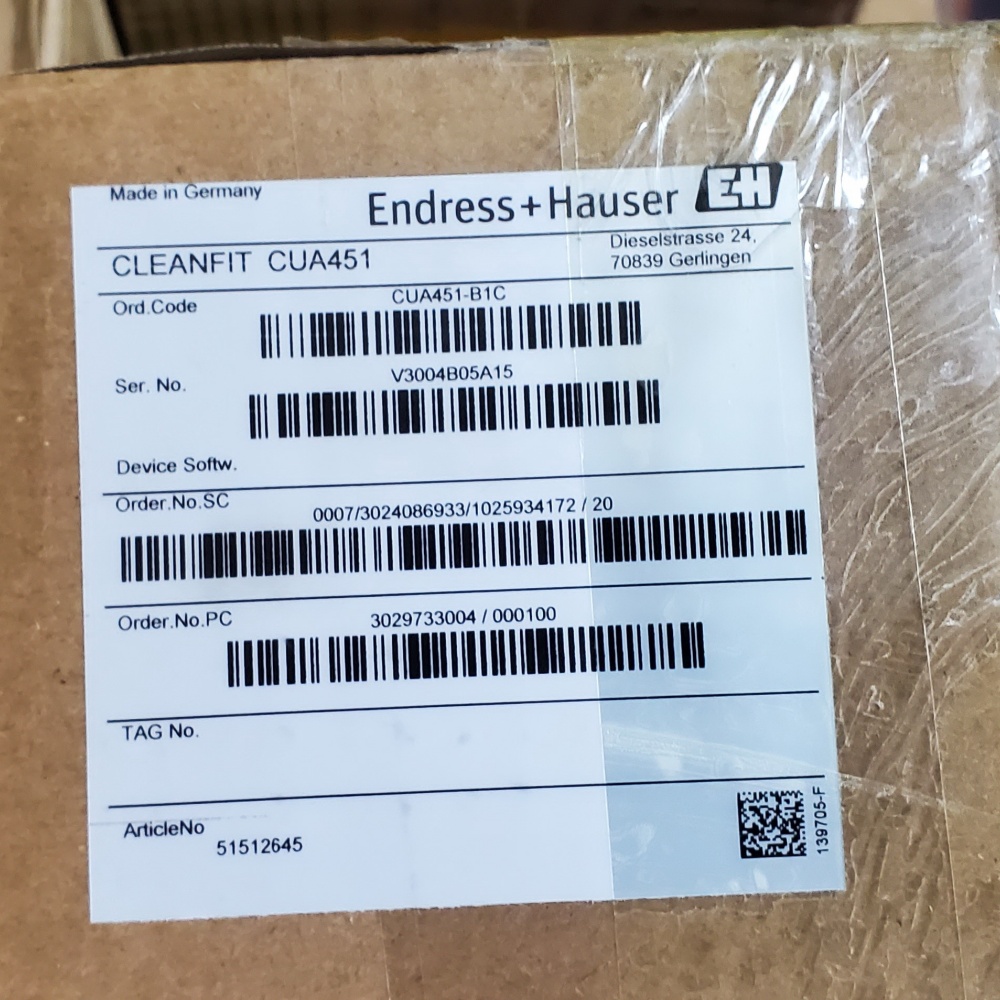 Made in Germany
Endress+Hauser EH
Dieselstrasse 24,
70839 Gerlingen
CLEANFIT CUA451
Ord.Code
CUA451-B1C
Ser. No.
V3004B05A15
Device Softw.
Order.No.SC
0007/3024086933/1025934172 / 20
Order.No.PC
3029733004 / 000100
TAG No.
ArticleNo
51512645
139705-F